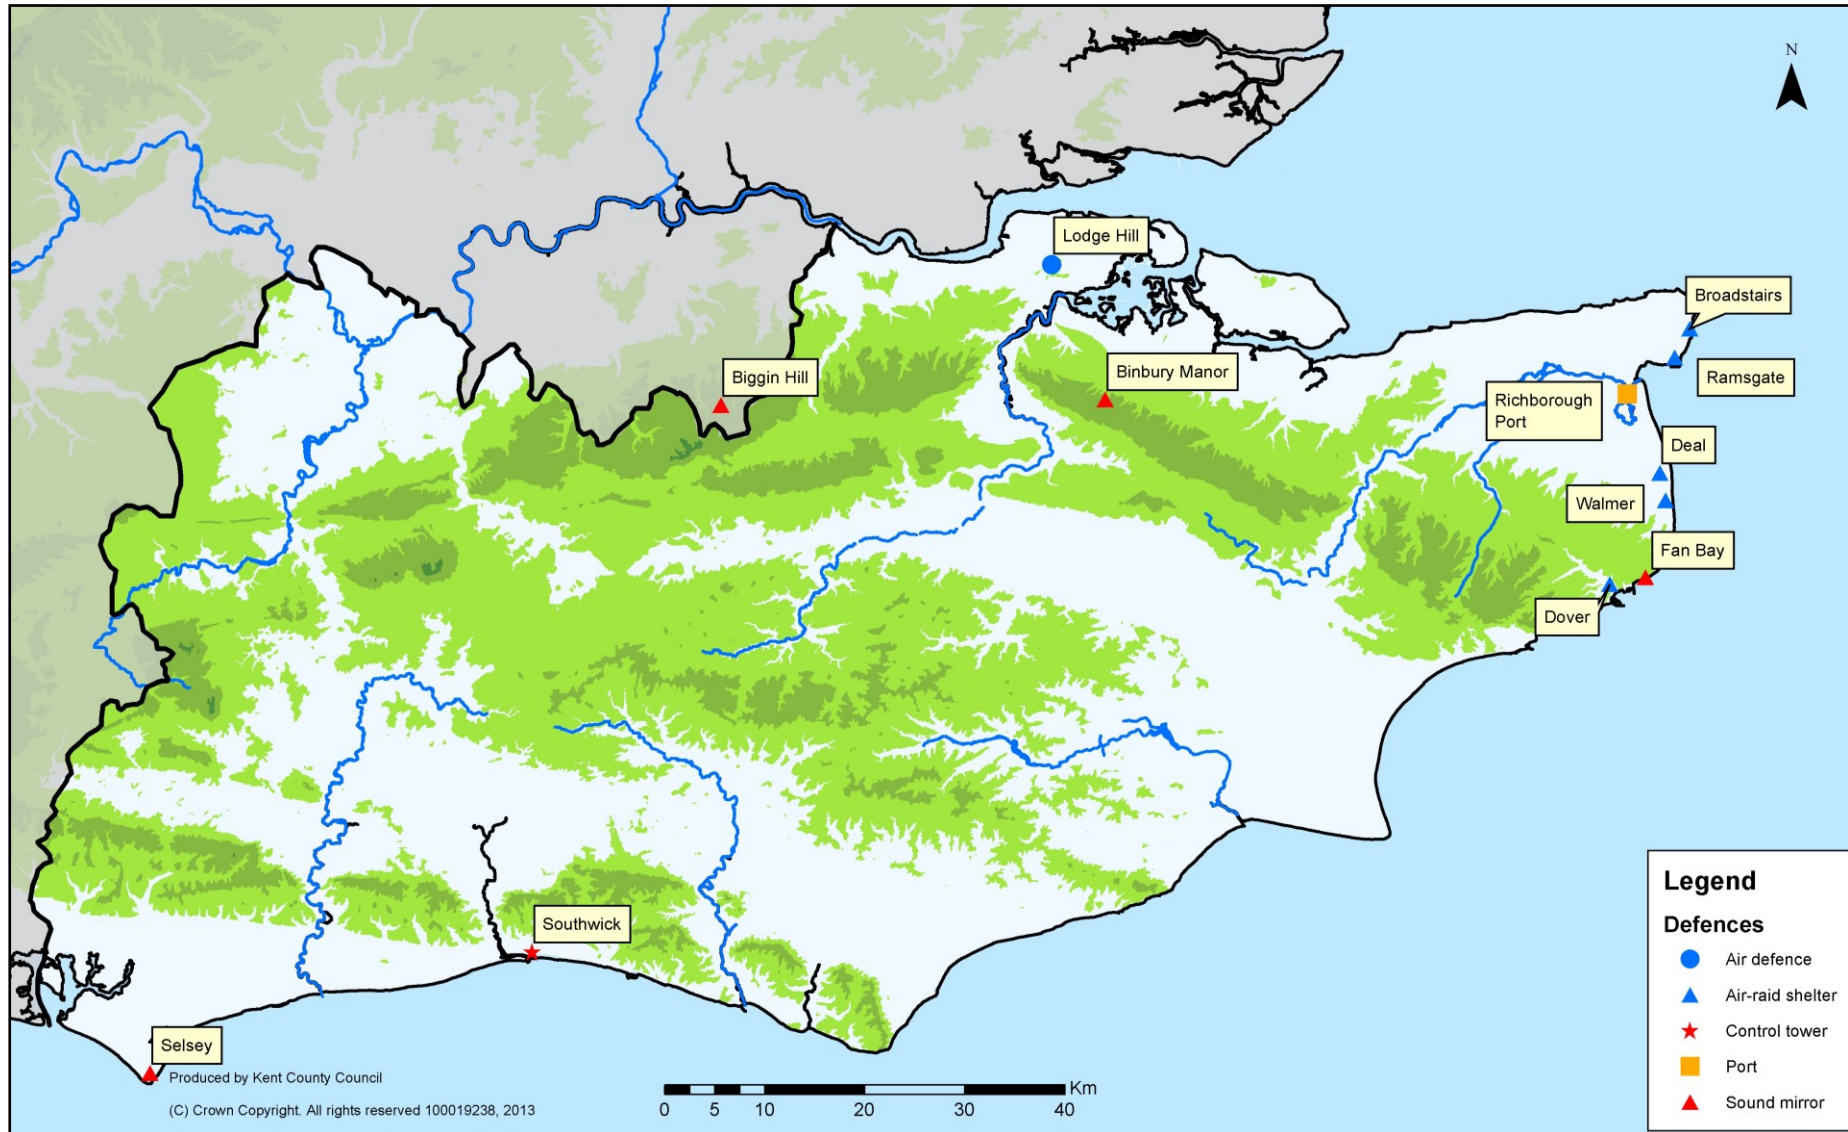 N
Lodge Hill
Broadstairs
Biggin Hill
Binbury Manor
Ramsgate
Richborough
Port
Deal
Walmer
Fan Bay
Dover
Southwick
Selsey
Produced by Kent County Council
(C) Crown Copyright. All rights reserved 100019238, 2013
Km
0 5 10 20 30 40
Legend
Defences
Air defence
Air-raid shelter
Control tower
Port
Sound mirror